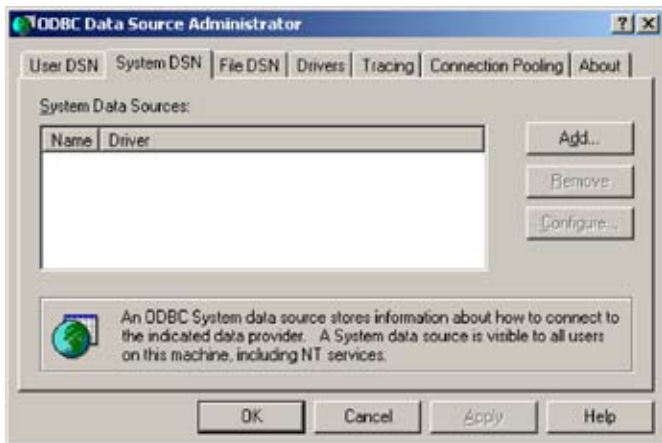 ODBC Data Source Administrator
User DSN System DSN File DSN Drivers Tracing Connection Pooling About
System Data Sources:
Name Driver
Add...
Remove
Configure...
An ODBC System data source stores information about how to connect to
the indicated data provider. A System data source is visible to all users
on this machine, including NT services.
OK Cancel Apply Help